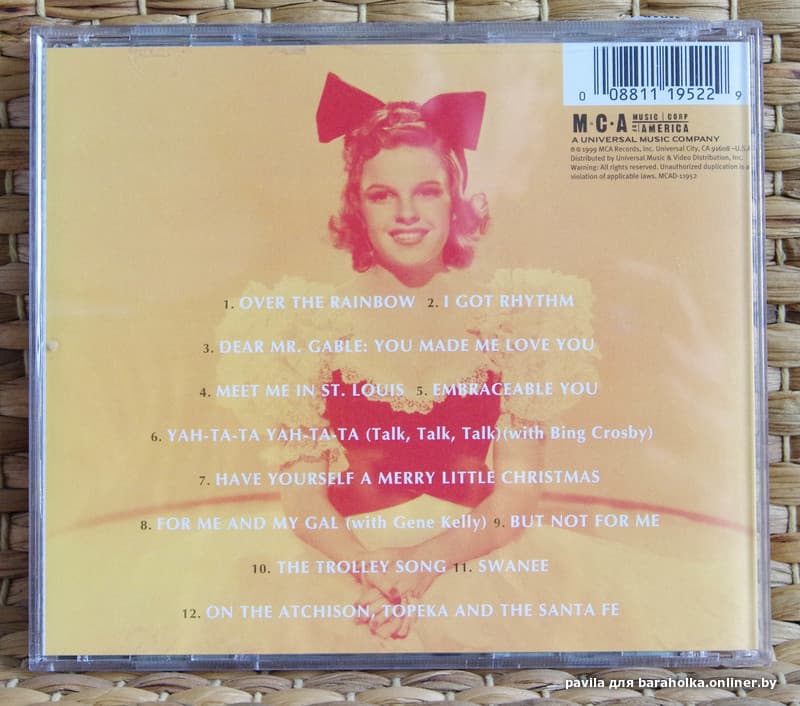 0 08811 19522 9
M·C·A MUSIC CORP
AMERICA
A UNIVERSAL MUSIC COMPANY
℗ © 1999 MCA Records, Inc. Universal City, CA 91608 – U.S.A
Distributed by Universal Music & Video Distribution, Inc.
Warning: All rights reserved. Unauthorized duplication is a
violation of applicable laws. MCAD-11952
1. OVER THE RAINBOW 2. I GOT RHYTHM
3. DEAR MR. GABLE: YOU MADE ME LOVE YOU
4. MEET ME IN ST. LOUIS 5. EMBRACEABLE YOU
6. YAH-TA-TA YAH-TA-TA (Talk, Talk, Talk)(with Bing Crosby)
7. HAVE YOURSELF A MERRY LITTLE CHRISTMAS
8. FOR ME AND MY GAL (with Gene Kelly) 9. BUT NOT FOR ME
10. THE TROLLEY SONG 11. SWANEE
12. ON THE ATCHISON, TOPEKA AND THE SANTA FE
pavila для baraholka.onliner.by